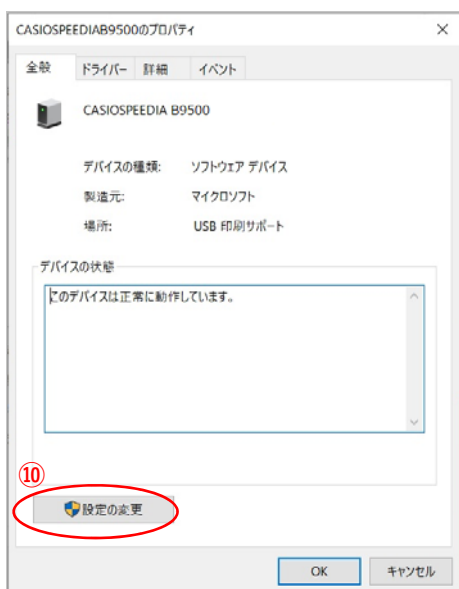 CASIOSPEEDIAB9500のプロパティ
全般 ドライバー 詳細 イベント
CASIOSPEEDIA B9500
デバイスの種類: ソフトウェア デバイス
製造元: マイクロソフト
場所: USB 印刷サポート
デバイスの状態
このデバイスは正常に動作しています。
⑩
設定の変更
OK キャンセル